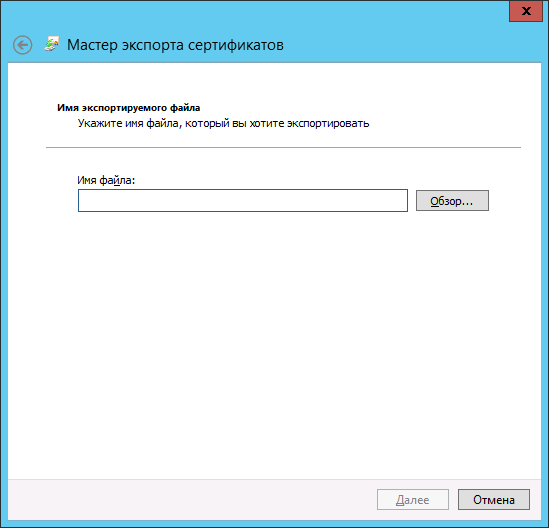 Мастер экспорта сертификатов
Имя экспортируемого файла
Укажите имя файла, который вы хотите экспортировать
Имя файла:
Обзор...
Далее
Отмена